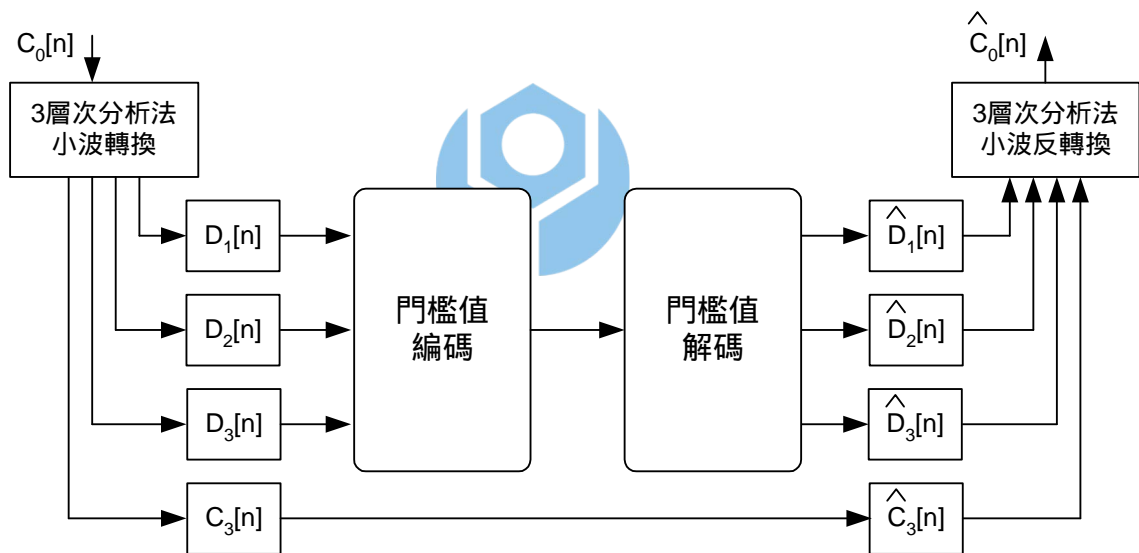 C₀[n]
Ĉ₀[n]
3層次分析法
小波轉換
3層次分析法
小波反轉換
D₁[n]
D̂₁[n]
門檻值
編碼
門檻值
解碼
D₂[n]
D̂₂[n]
D₃[n]
D̂₃[n]
C₃[n]
Ĉ₃[n]